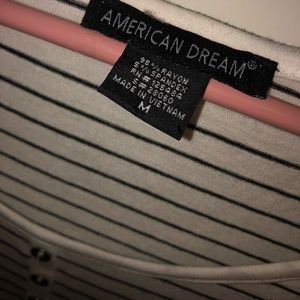 AMERICAN DREAM®
95% RAYON
5% SPANDEX
MADE IN VIETNAM
M